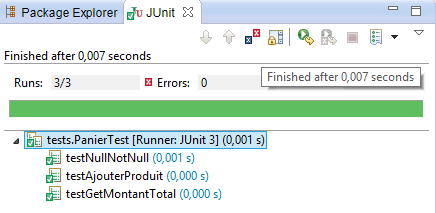 Package Explorer JUnit
Finished after 0,007 seconds
Runs: 3/3 Errors: 0
Finished after 0,007 seconds
tests.PanierTest [Runner: JUnit 3] (0,001 s)
testNullNotNull (0,001 s)
testAjouterProduit (0,000 s)
testGetMontantTotal (0,000 s)